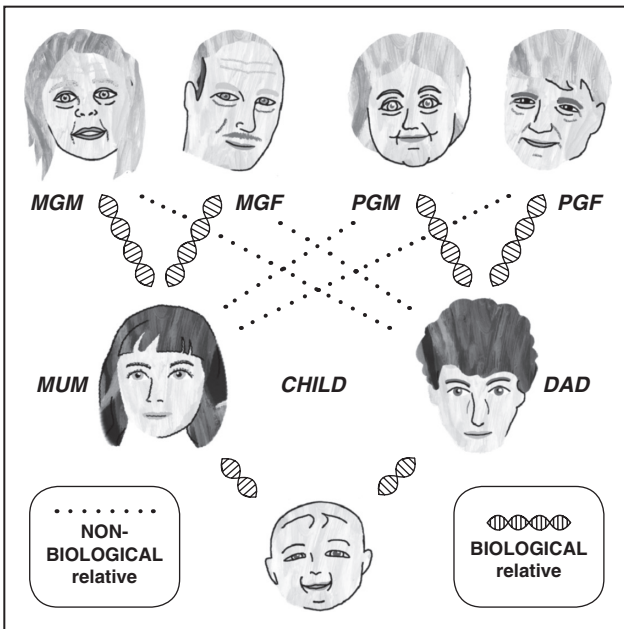 MGM MGF PGM PGF
MUM CHILD DAD
NON-
BIOLOGICAL
relative
BIOLOGICAL
relative